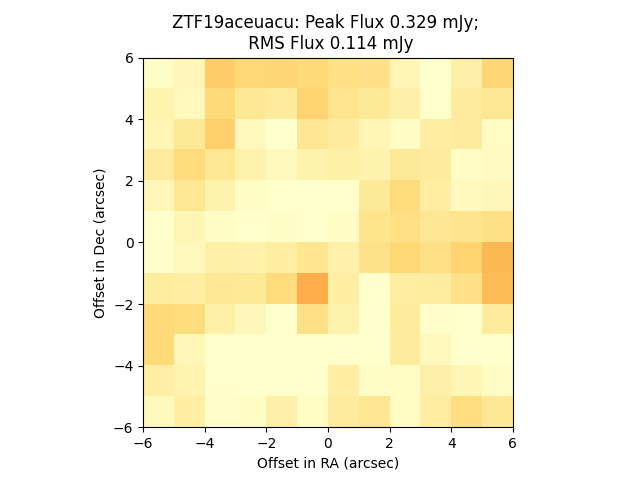 ZTF19aceuacu: Peak Flux 0.329 mJy;
RMS Flux 0.114 mJy
6
4
2
0
−2
−4
−6
Offset in Dec (arcsec)
−6 −4 −2 0 2 4 6
Offset in RA (arcsec)